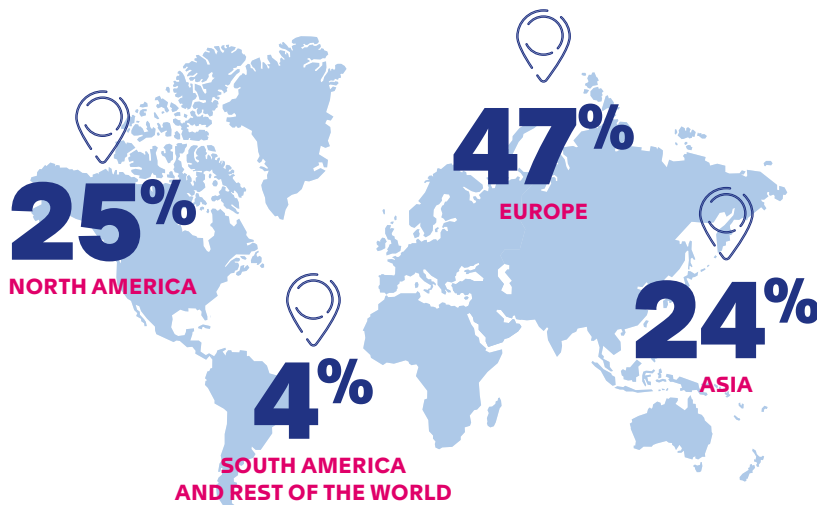 47%
EUROPE
25%
NORTH AMERICA
24%
ASIA
4%
SOUTH AMERICA
AND REST OF THE WORLD